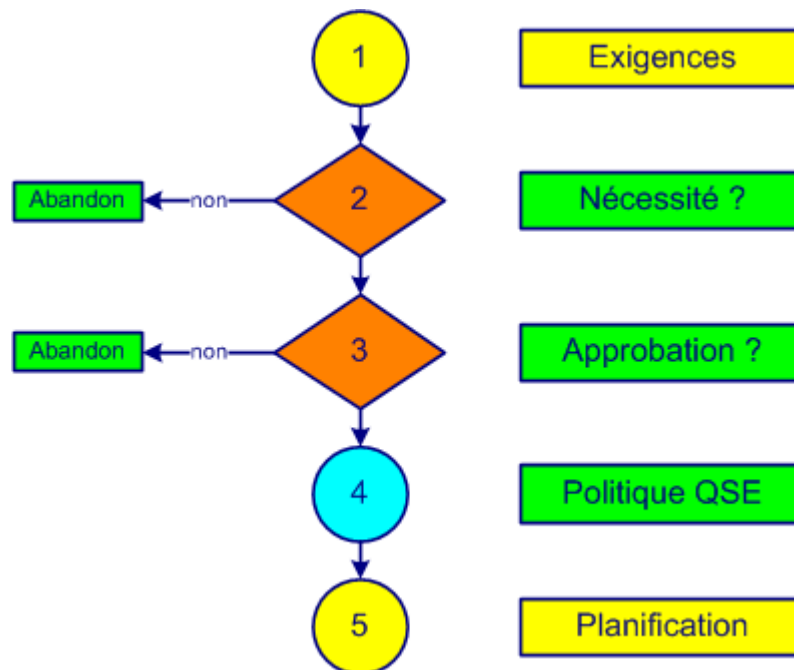 1
Exigences
Abandon
non
2
Nécessité ?
Abandon
non
3
Approbation ?
4
Politique QSE
5
Planification